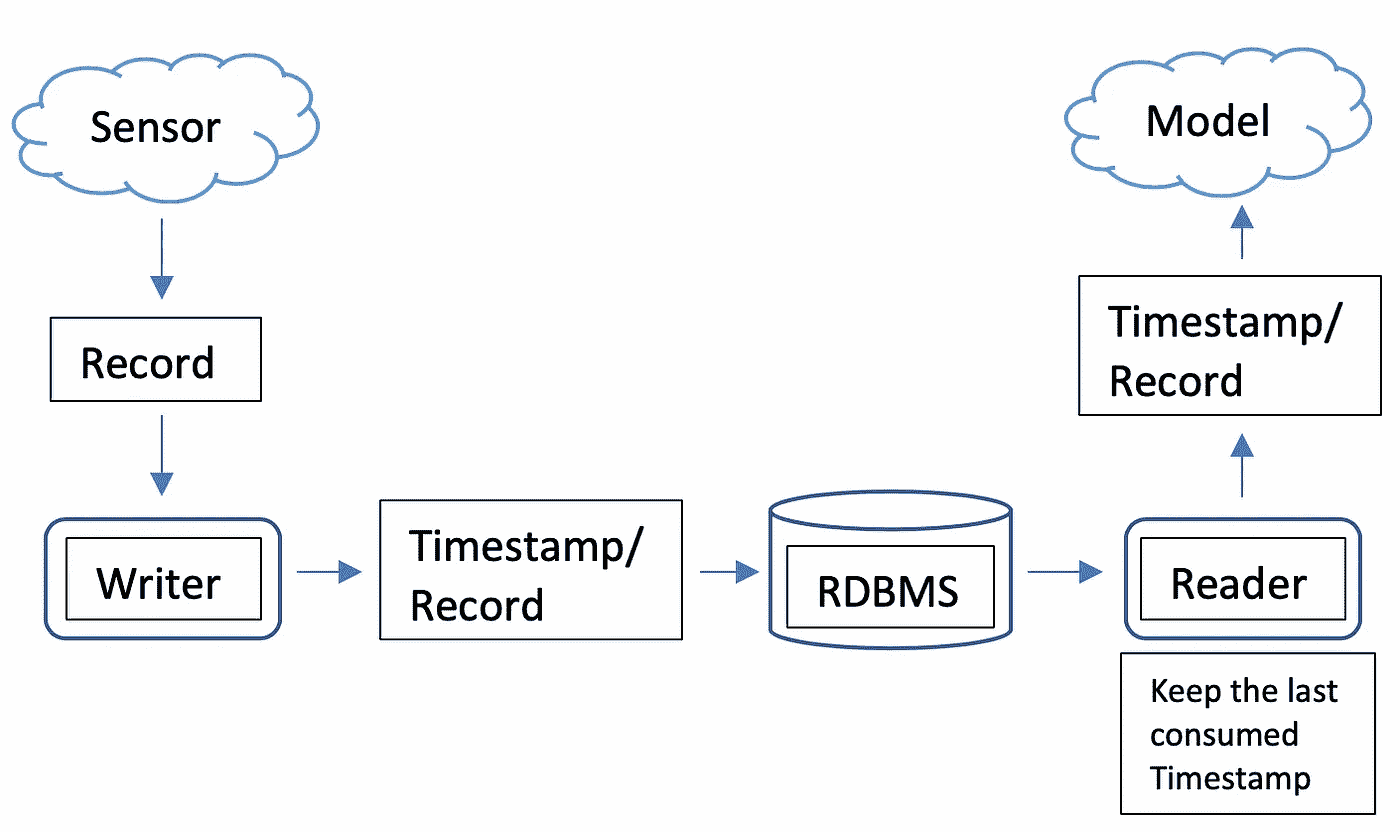 Sensor
Record
Writer
Timestamp/
Record
RDBMS
Reader
Keep the last
consumed
Timestamp
Timestamp/
Record
Model